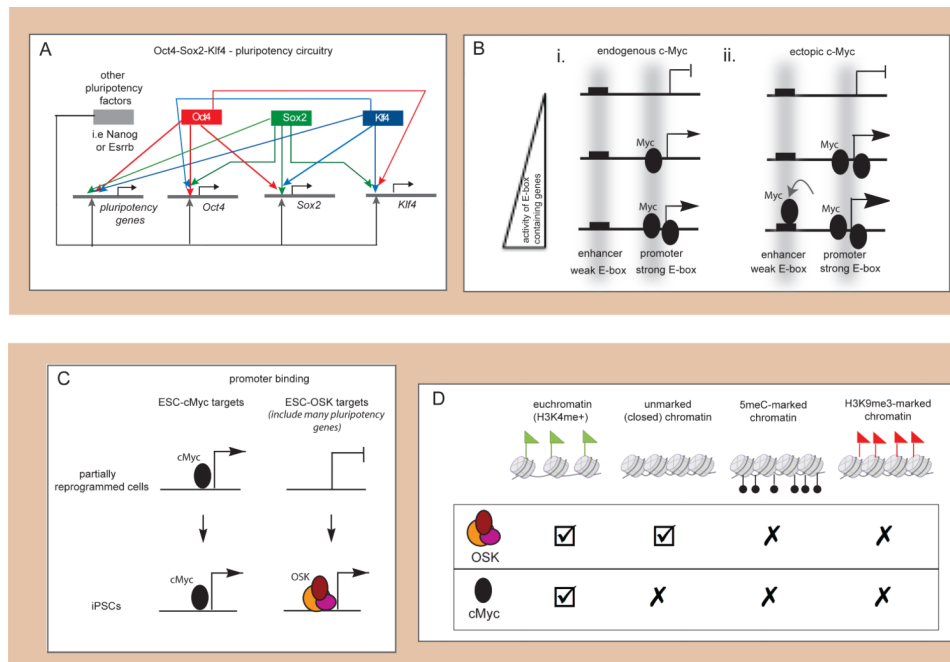 A
Oct4-Sox2-Klf4 - pluripotency circuitry
other
pluripotency
factors
i.e Nanog
or Esrrb
Oct4
Sox2
Klf4
pluripotency
genes
Oct4
Sox2
Klf4
B
i.
endogenous c-Myc
ii.
ectopic c-Myc
activity of E-box
containing genes
Myc
Myc
Myc
Myc
Myc
enhancer
weak E-box
promoter
strong E-box
enhancer
weak E-box
promoter
strong E-box
C
promoter binding
ESC-cMyc targets
ESC-OSK targets
(include many pluripotency
genes)
partially
reprogrammed cells
cMyc
iPSCs
cMyc
OSK
D
euchromatin
(H3K4me+)
unmarked
(closed) chromatin
5meC-marked
chromatin
H3K9me3-marked
chromatin
OSK
cMyc